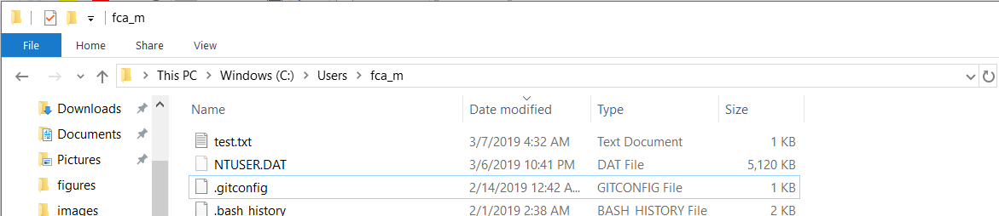 fca_m
File Home Share View
This PC Windows (C:) Users fca_m
Downloads
Documents
Pictures
figures
images
Name Date modified Type Size
test.txt 3/7/2019 4:32 AM Text Document 1 KB
NTUSER.DAT 3/6/2019 10:41 PM DAT File 5,120 KB
.gitconfig 2/14/2019 12:42 A... GITCONFIG File 1 KB
.bash_history 2/1/2019 2:38 AM BASH_HISTORY File 2 KB